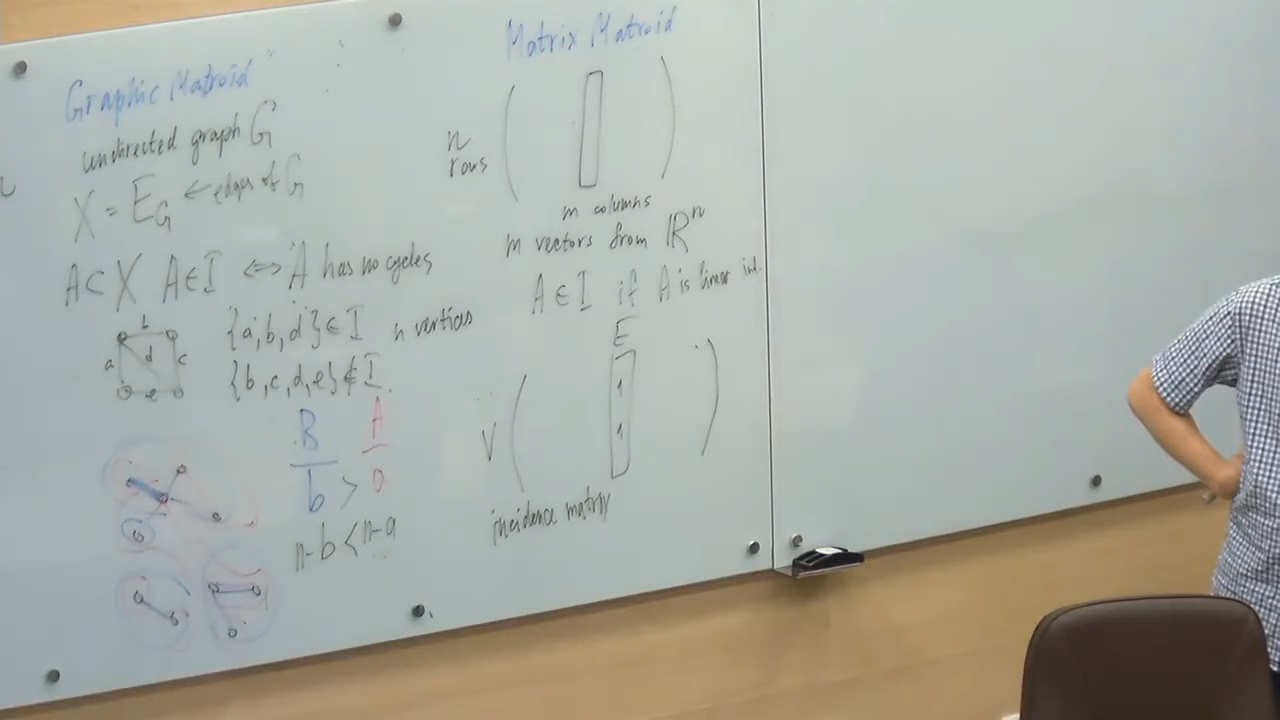 Graphic Matroid
undirected graph G
X = E_G ← edges of G
A ⊂ X A ∈ I ⇔ A has no cycles
b
a d c
e
{a, b, d} ∈ I n vertices
{b, c, d, e} ∉ I
B A
b > a
n-b < n-a
Matrix Matroid
n
rows
m columns
m vectors from ℝⁿ
A ∈ I if A is linear ind.
E
V
1
1
incidence matrix